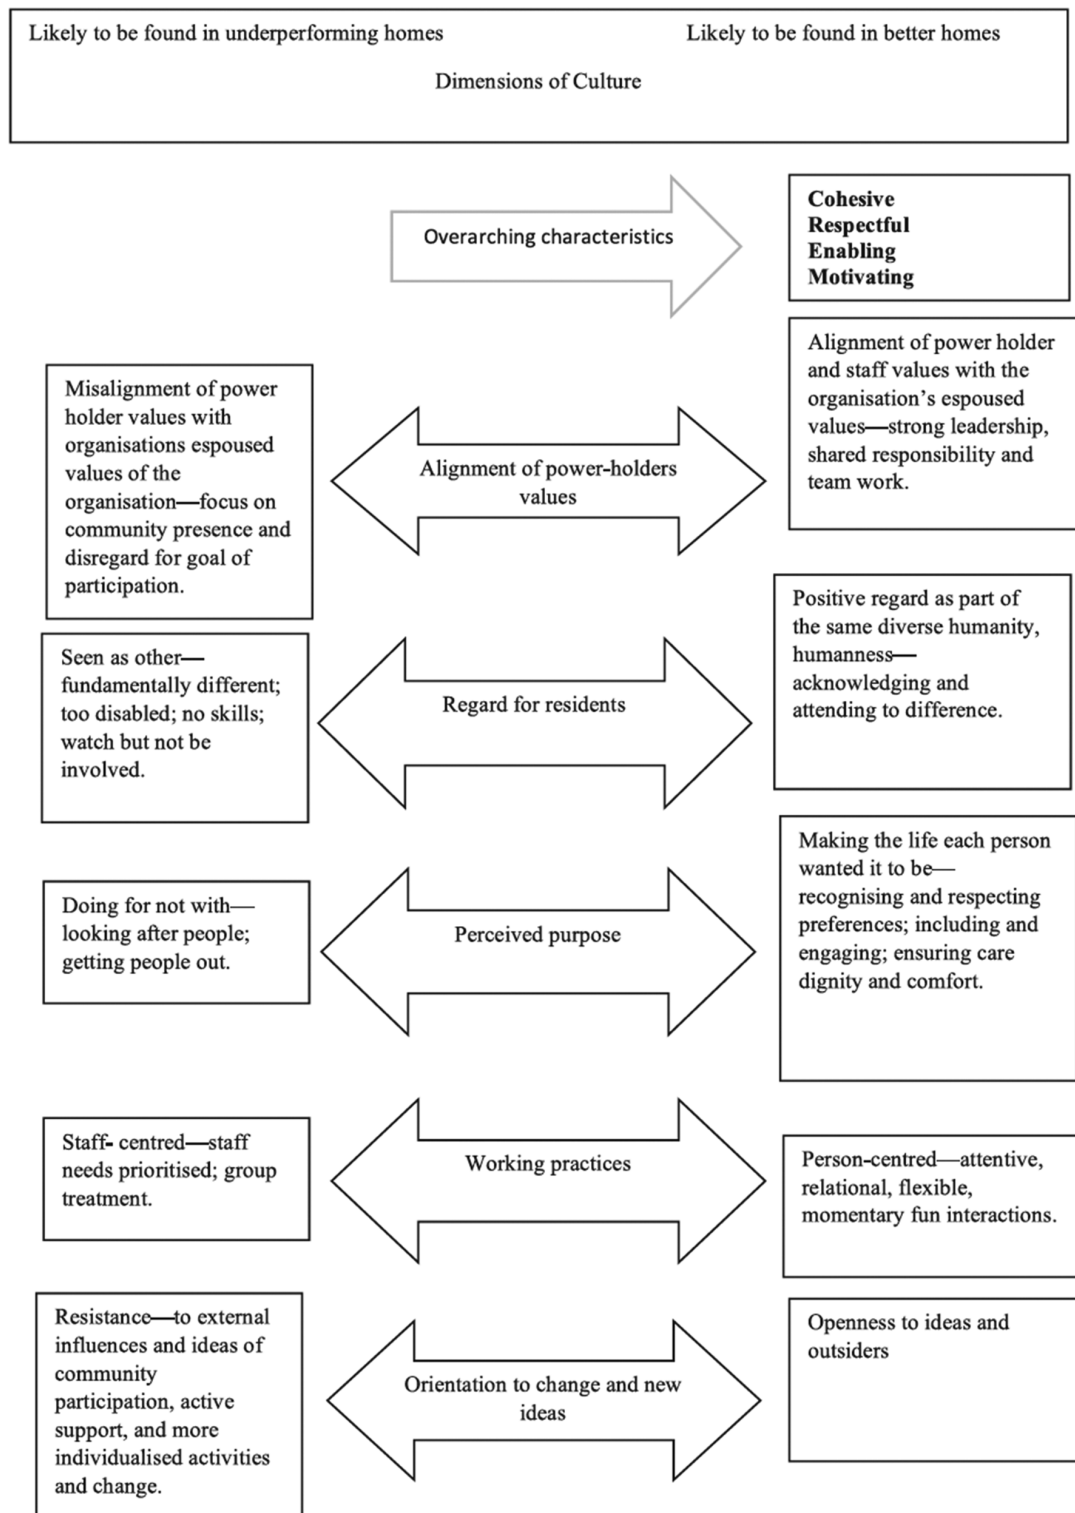 Likely to be found in underperforming homes
Likely to be found in better homes
Dimensions of Culture
Overarching characteristics
Cohesive
Respectful
Enabling
Motivating
Misalignment of power
holder values with
organisations espoused
values of the
organisation—focus on
community presence and
disregard for goal of
participation.
Alignment of power-holders
values
Alignment of power holder
and staff values with the
organisation’s espoused
values—strong leadership,
shared responsibility and
team work.
Seen as other—
fundamentally different;
too disabled; no skills;
watch but not be
involved.
Regard for residents
Positive regard as part of
the same diverse humanity,
humanness—
acknowledging and
attending to difference.
Doing for not with—
looking after people;
getting people out.
Perceived purpose
Making the life each person
wanted it to be—
recognising and respecting
preferences; including and
engaging; ensuring care
dignity and comfort.
Staff- centred—staff
needs prioritised; group
treatment.
Working practices
Person-centred—attentive,
relational, flexible,
momentary fun interactions.
Resistance—to external
influences and ideas of
community
participation, active
support, and more
individualised activities
and change.
Orientation to change and new
ideas
Openness to ideas and
outsiders